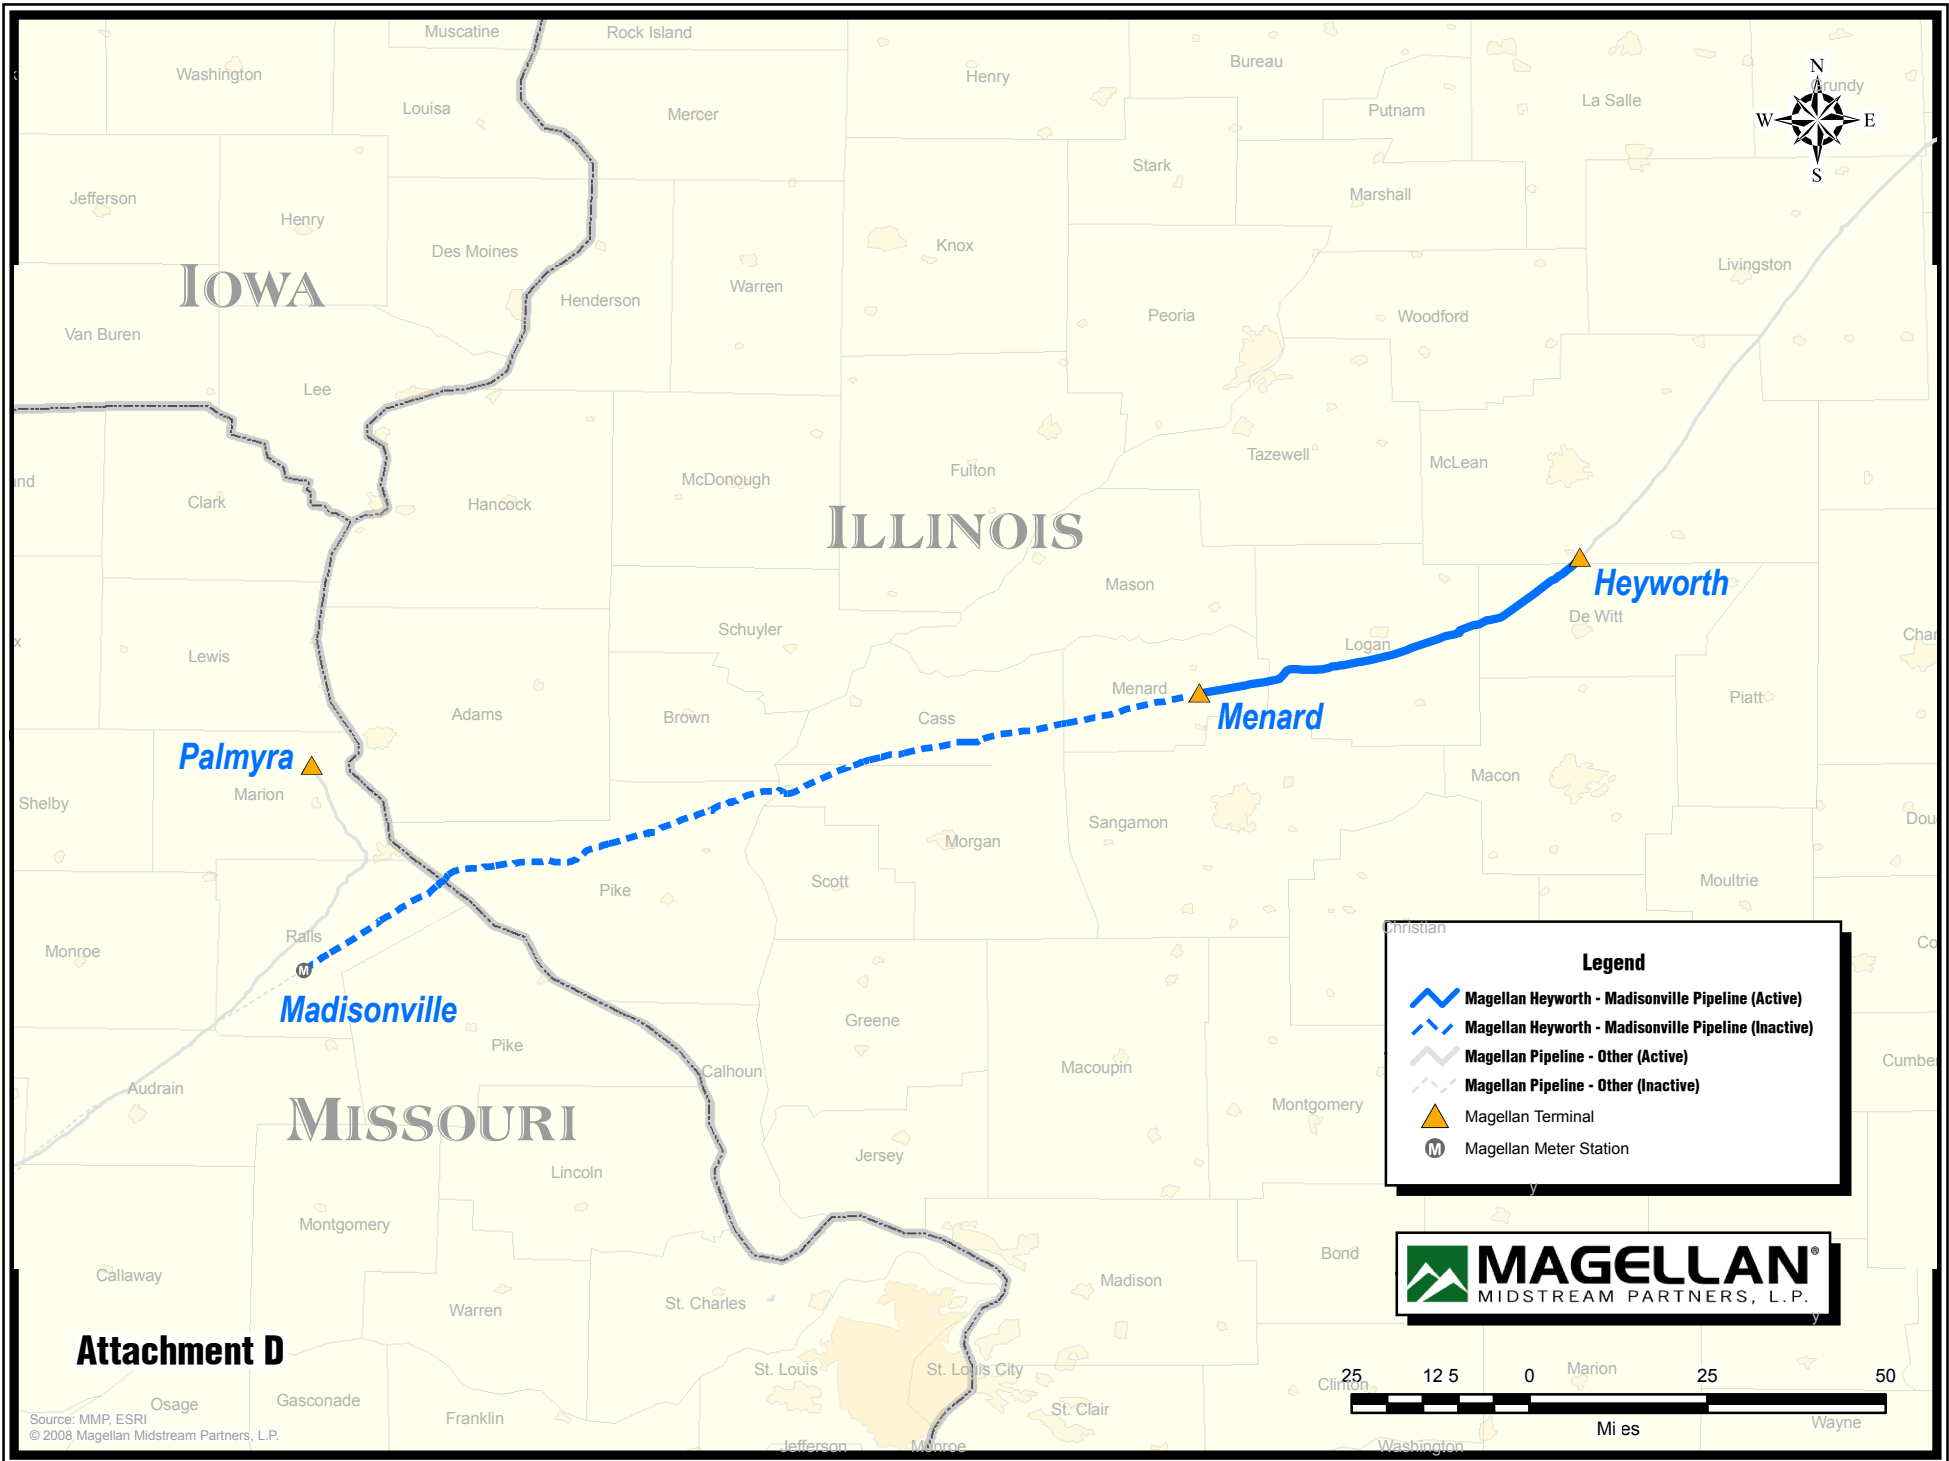 Muscatine
Rock Island
Washington
Henry
Bureau
Louisa
Mercer
Putnam
La Salle
Grundy
N
W
E
S
Stark
Marshall
Jefferson
Henry
Des Moines
Knox
Livingston
IOWA
Henderson
Warren
Peoria
Woodford
Van Buren
Lee
Clark
Hancock
McDonough
Fulton
Tazewell
McLean
ILLINOIS
Mason
Heyworth
De Witt
Schuyler
Logan
Lewis
Menard
Piatt
Adams
Brown
Cass
Menard
Palmyra
Marion
Shelby
Macon
Sangamon
Morgan
Scott
Pike
Moultrie
Christian
Ralls
Monroe
Madisonville
Greene
Pike
Calhoun
Macoupin
Audrain
Montgomery
MISSOURI
Jersey
Lincoln
Montgomery
Bond
Callaway
Madison
Warren
St. Charles
Legend
Magellan Heyworth - Madisonville Pipeline (Active)
Magellan Heyworth - Madisonville Pipeline (Inactive)
Magellan Pipeline - Other (Active)
Magellan Pipeline - Other (Inactive)
Magellan Terminal
M Magellan Meter Station
MAGELLAN®
MIDSTREAM PARTNERS, L.P.
Attachment D
St. Louis
St. Louis City
Marion
Clinton
25 12 5 0 25 50
Mi es
Osage
Gasconade
Franklin
St. Clair
Wayne
Source: MMP, ESRI
© 2008 Magellan Midstream Partners, L.P.
Jefferson
Monroe
Washington